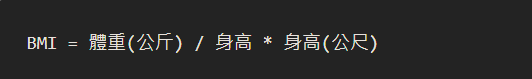 BMI = 體重(公斤) / 身高 * 身高(公尺)